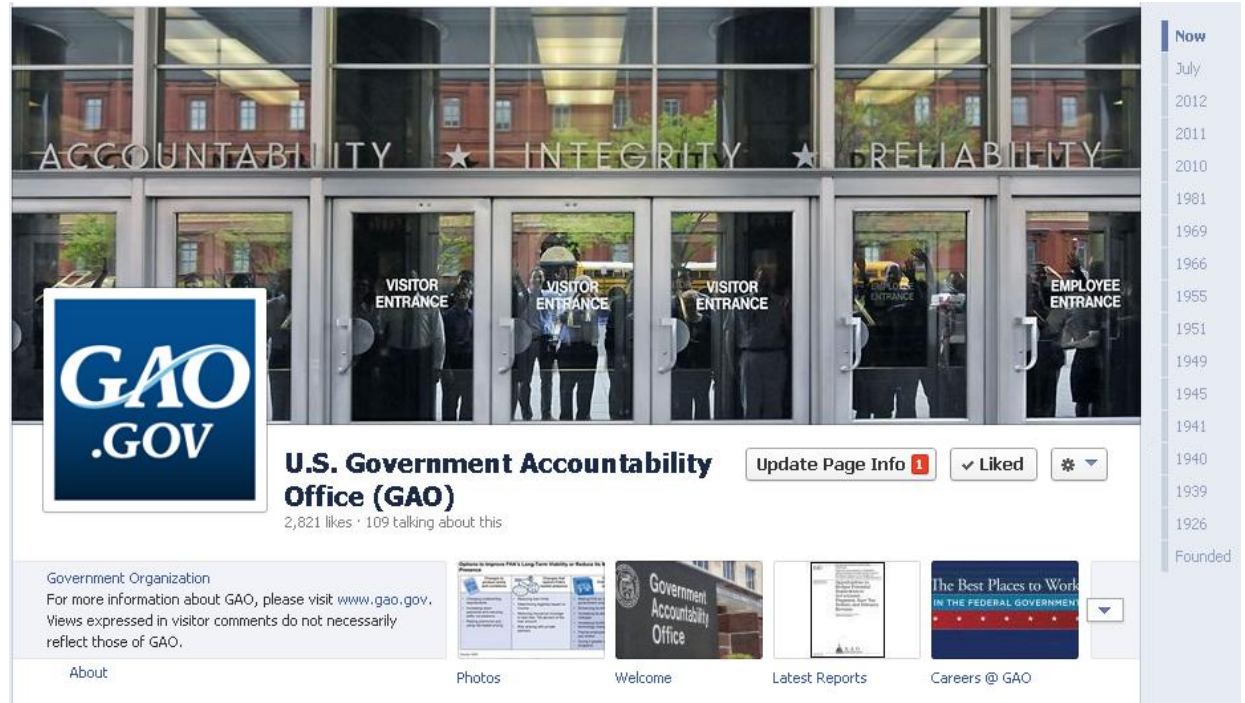 ACCOUNTABILITY ★ INTEGRITY ★ RELIABILITY
VISITOR
ENTRANCE
VISITOR
ENTRANCE
VISITOR
ENTRANCE
EMPLOYEE
ENTRANCE
EMPLOYEE
ENTRANCE
GAO
.GOV
U.S. Government Accountability
Office (GAO)
2,821 likes · 109 talking about this
Update Page Info 1
✓ Liked
Government Organization
For more information about GAO, please visit www.gao.gov.
Views expressed in visitor comments do not necessarily
reflect those of GAO.
About
Photos
Government
Accountability
Office
Welcome
Latest Reports
The Best Places to Work
IN THE FEDERAL GOVERNMENT
Careers @ GAO
Now
July
2012
2011
2010
1981
1969
1966
1955
1951
1949
1945
1941
1940
1939
1926
Founded